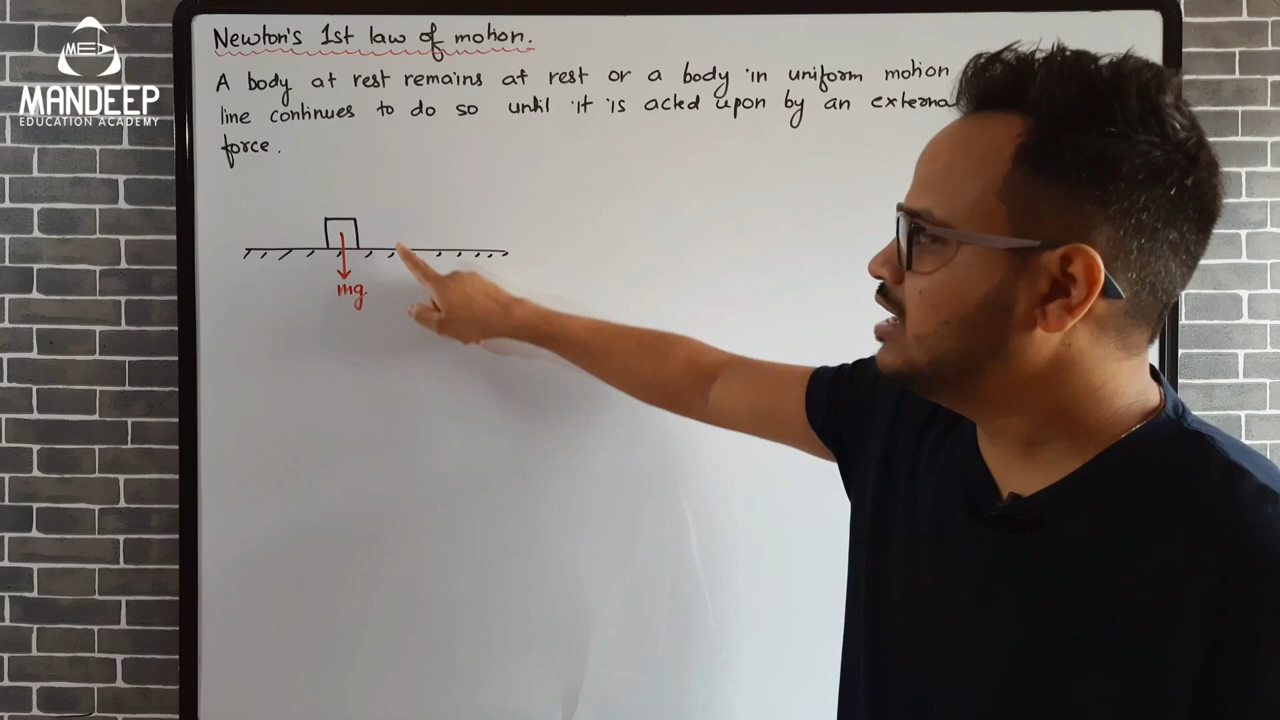 MED
MANDEEP
EDUCATION ACADEMY
Newton's 1st law of motion.
A body at rest remains at rest or a body in uniform motion
line continues to do so until it is acted upon by an externa
force.
mg